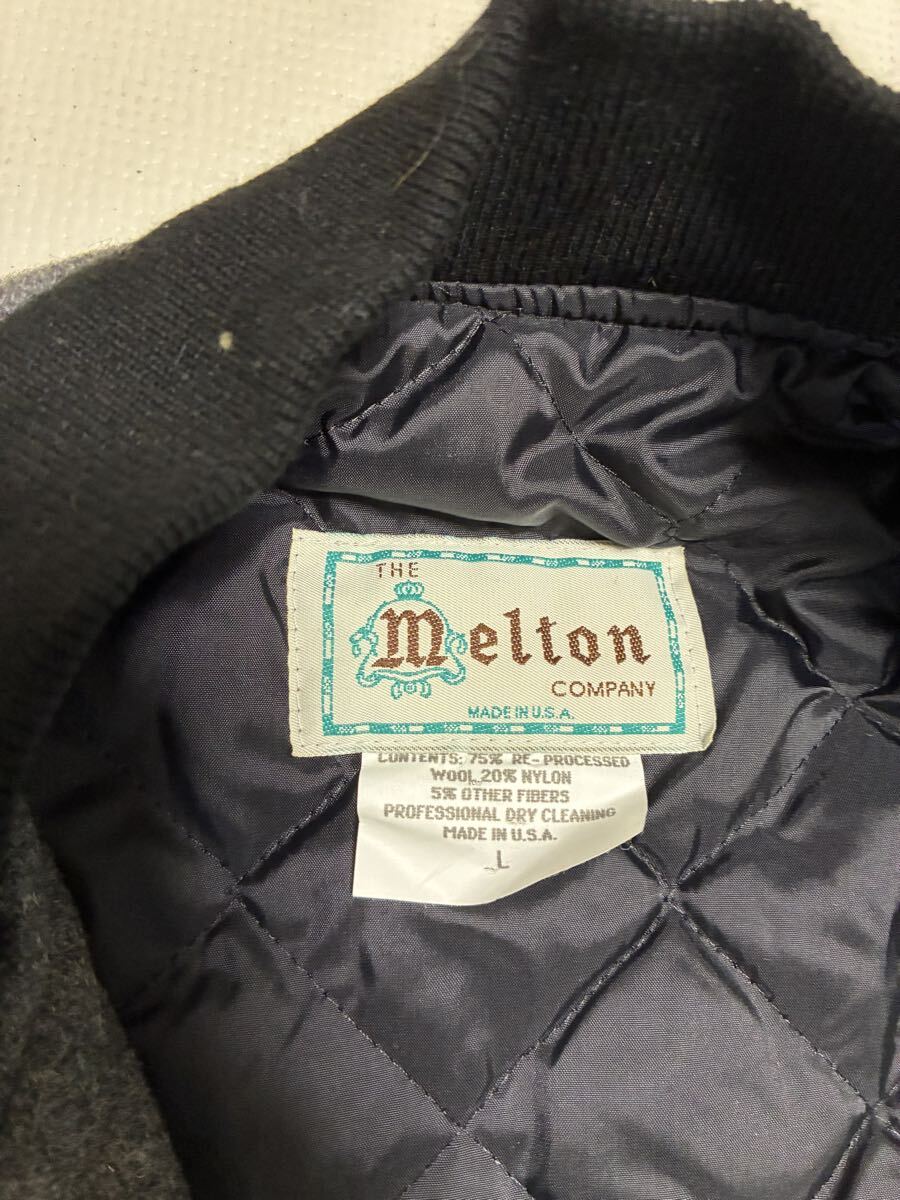 THE
Melton
COMPANY
MADE IN U.S.A.
CONTENTS: 75% RE-PROCESSED
WOOL 20% NYLON
5% OTHER FIBERS
PROFESSIONAL DRY CLEANING
MADE IN U.S.A.
L